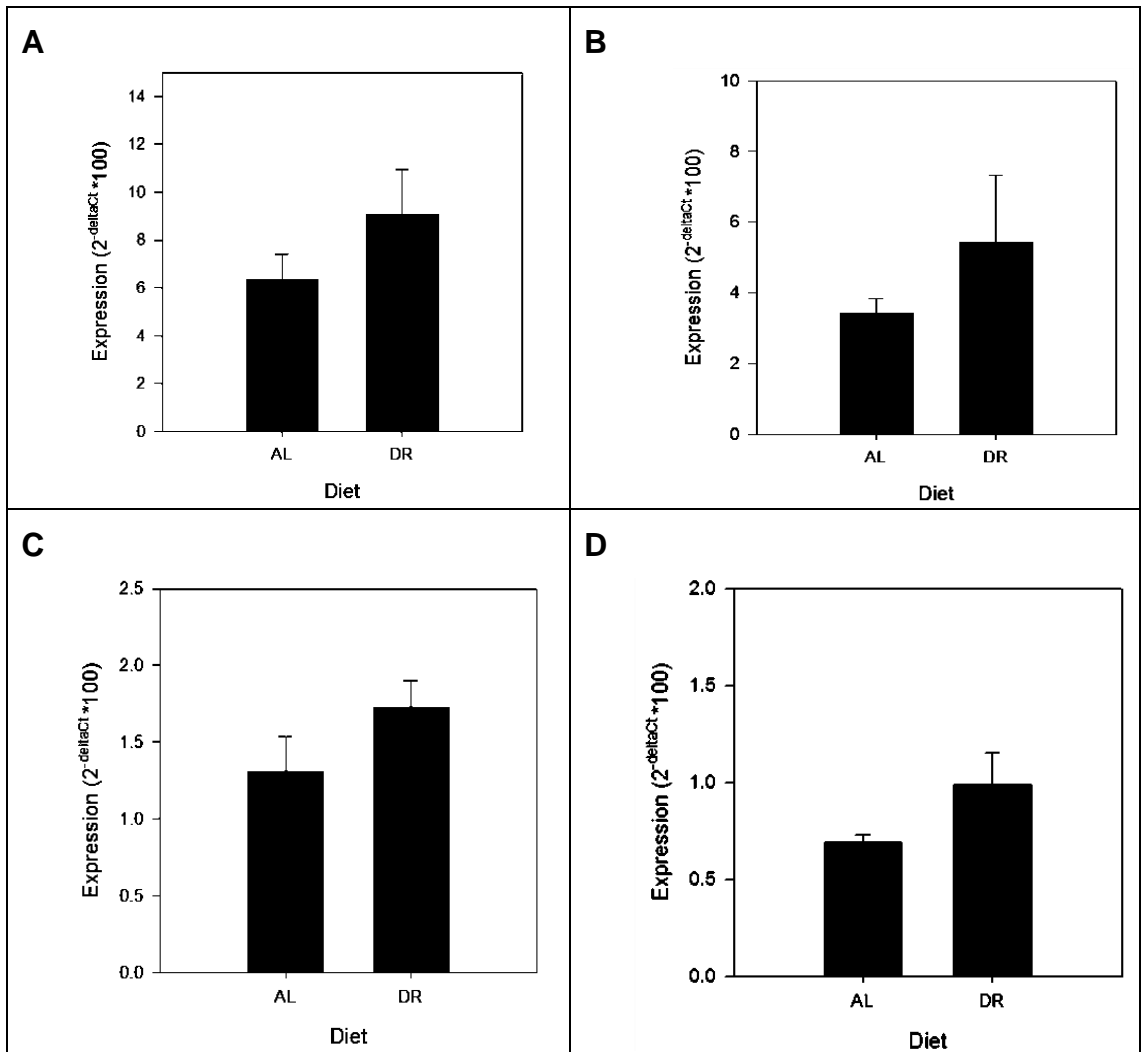 A
Expression (2^-deltaCt *100)
14
12
10
8
6
4
2
0
AL DR
Diet
B
Expression (2^-deltaCt *100)
10
8
6
4
2
0
AL DR
Diet
C
Expression (2^-deltaCt *100)
2.5
2.0
1.5
1.0
0.5
0.0
AL DR
Diet
D
Expression (2^-deltaCt *100)
2.0
1.5
1.0
0.5
0.0
AL DR
Diet